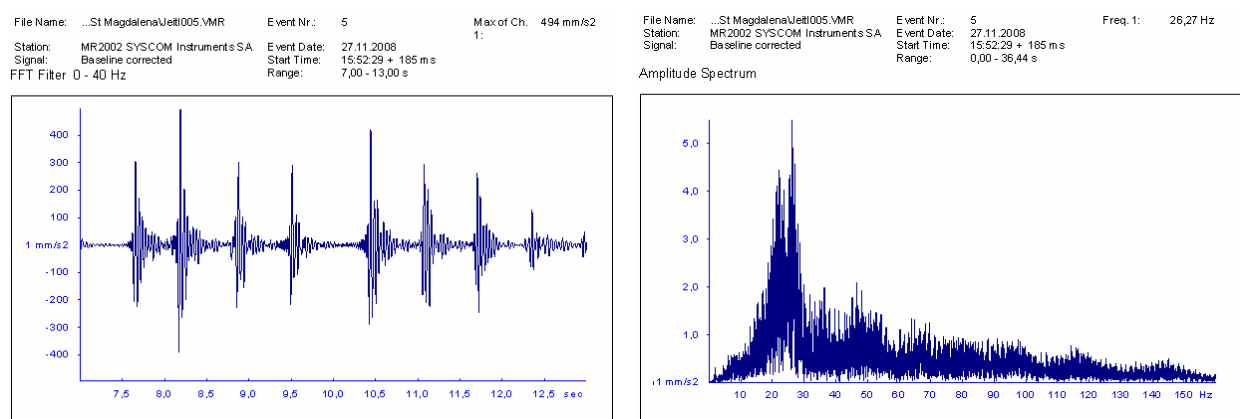 File Name: ...St Magdalena\Jeitl005.VMR Event Nr.: 5 Max of Ch. 494 mm/s2
1:
Station: MR2002 SYSCOM Instruments SA Event Date: 27.11.2008
Signal: Baseline corrected Start Time: 15:52:29 + 185 ms
FFT Filter 0 - 40 Hz Range: 7,00 - 13,00 s
400
300
200
100
1 mm/s2
-100
-200
-300
-400
7,5 8,0 8,5 9,0 9,5 10,0 10,5 11,0 11,5 12,0 12,5 sec
File Name: ...St Magdalena\Jeitl005.VMR Event Nr.: 5 Freq. 1: 26,27 Hz
Station: MR2002 SYSCOM Instruments SA Event Date: 27.11.2008
Signal: Baseline corrected Start Time: 15:52:29 + 185 ms
Range: 0,00 - 36,44 s
Amplitude Spectrum
5,0
4,0
3,0
2,0
1,0
1 mm/s2
10 20 30 40 50 60 70 80 90 100 110 120 130 150 Hz